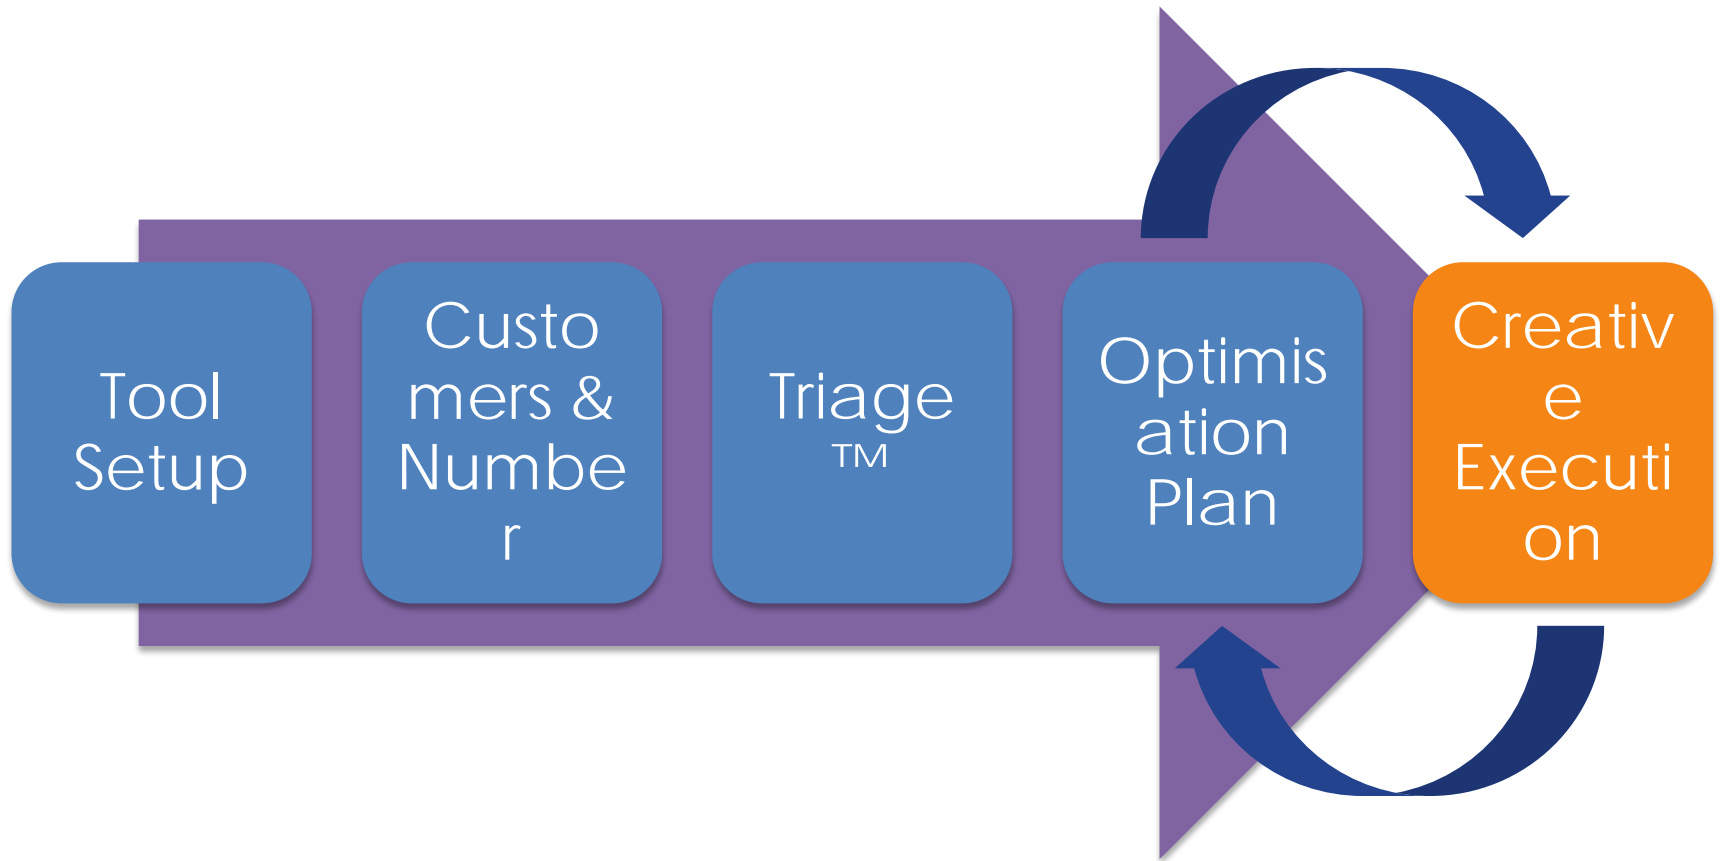 Tool
Setup
Custo
mers &
Numbe
r
Triage
™
Optimis
ation
Plan
Creativ
e
Executi
on